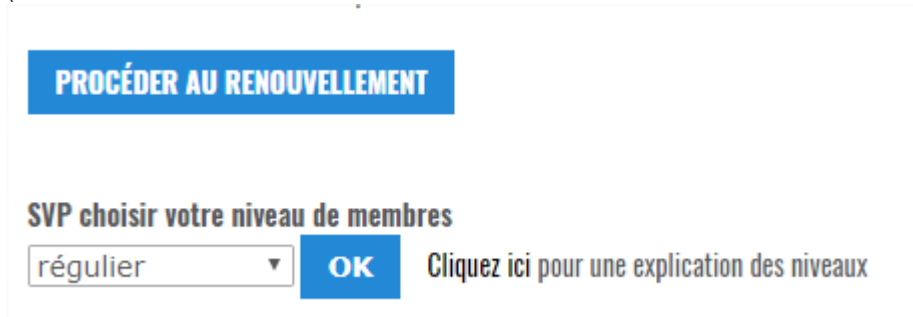 PROCÉDER AU RENOUVELLEMENT
SVP choisir votre niveau de membres
régulier OK Cliquez ici pour une explication des niveaux